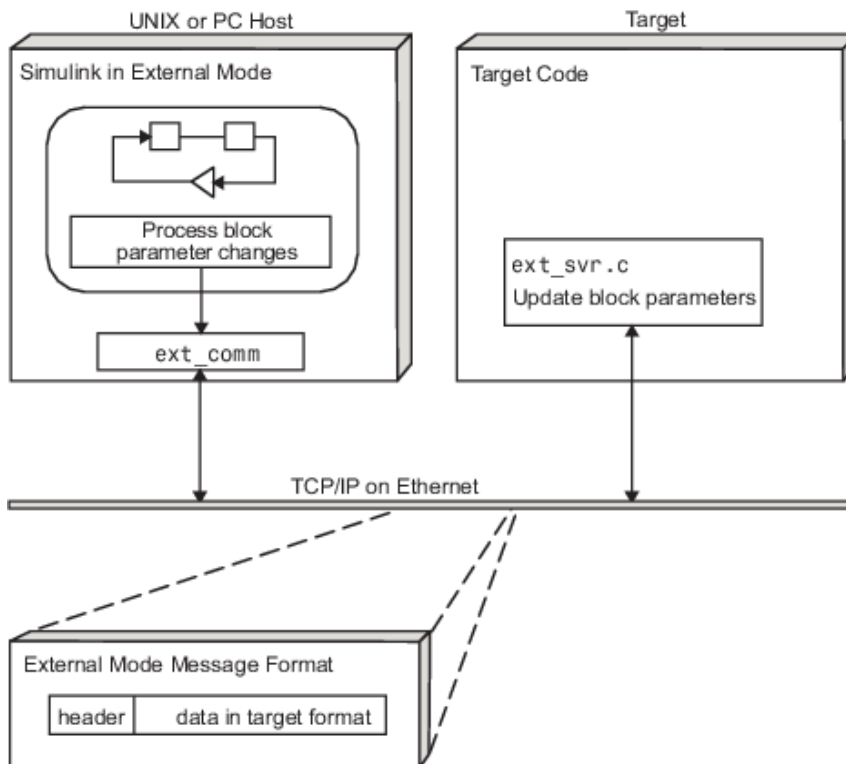 UNIX or PC Host
Target
Simulink in External Mode
Process block
parameter changes
ext_comm
Target Code
ext_svr.c
Update block parameters
TCP/IP on Ethernet
External Mode Message Format
header
data in target format